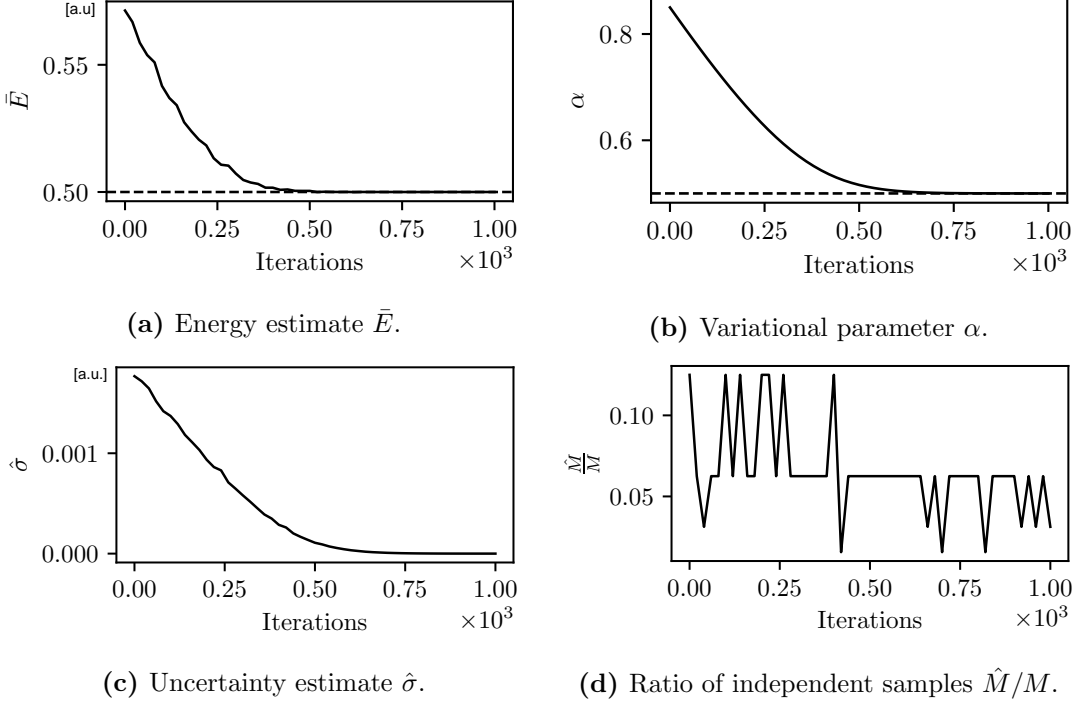 [a.u]
0.55
0.50
Ē
0.00 0.25 0.50 0.75 1.00
Iterations ×10³
(a) Energy estimate Ē.
0.8
0.6
α
0.00 0.25 0.50 0.75 1.00
Iterations ×10³
(b) Variational parameter α.
[a.u.]
0.001
0.000
σ̂
0.00 0.25 0.50 0.75 1.00
Iterations ×10³
(c) Uncertainty estimate σ̂.
0.10
0.05
M̂/M
0.00 0.25 0.50 0.75 1.00
Iterations ×10³
(d) Ratio of independent samples M̂/M.